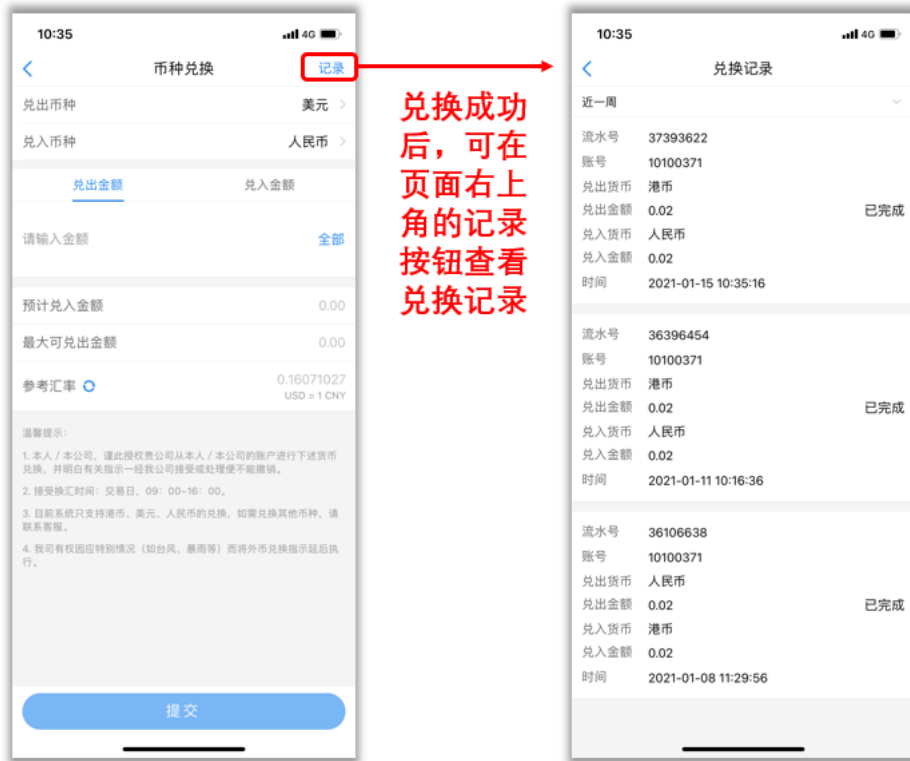 10:35
4G
币种兑换
记录
兑出币种
美元
兑入币种
人民币
兑出金额
兑入金额
请输入金额
全部
预计兑入金额
0.00
最大可兑出金额
0.00
参考汇率
0.16071027
USD = 1 CNY
温馨提示：
1. 本人 / 本公司，谨此授权贵公司从本人 / 本公司的账户进行下述货币
兑换，并明白有关指示一经我公司接受或处理便不能撤销。
2. 接受换汇时间：交易日，09：00~16：00。
3. 目前系统只支持港币、美元、人民币的兑换，如需兑换其他币种，请
联系客服。
4. 我司有权因应特别情况（如台风、暴雨等）而将外币兑换指示延后执
行。
提交
兑换成功
后，可在
页面右上
角的记录
按钮查看
兑换记录
10:35
4G
兑换记录
近一周
流水号 37393622
账号 10100371
兑出货币 港币
兑出金额 0.02 已完成
兑入货币 人民币
兑入金额 0.02
时间 2021-01-15 10:35:16
流水号 36396454
账号 10100371
兑出货币 港币
兑出金额 0.02 已完成
兑入货币 人民币
兑入金额 0.02
时间 2021-01-11 10:16:36
流水号 36106638
账号 10100371
兑出货币 人民币
兑出金额 0.02 已完成
兑入货币 港币
兑入金额 0.02
时间 2021-01-08 11:29:56